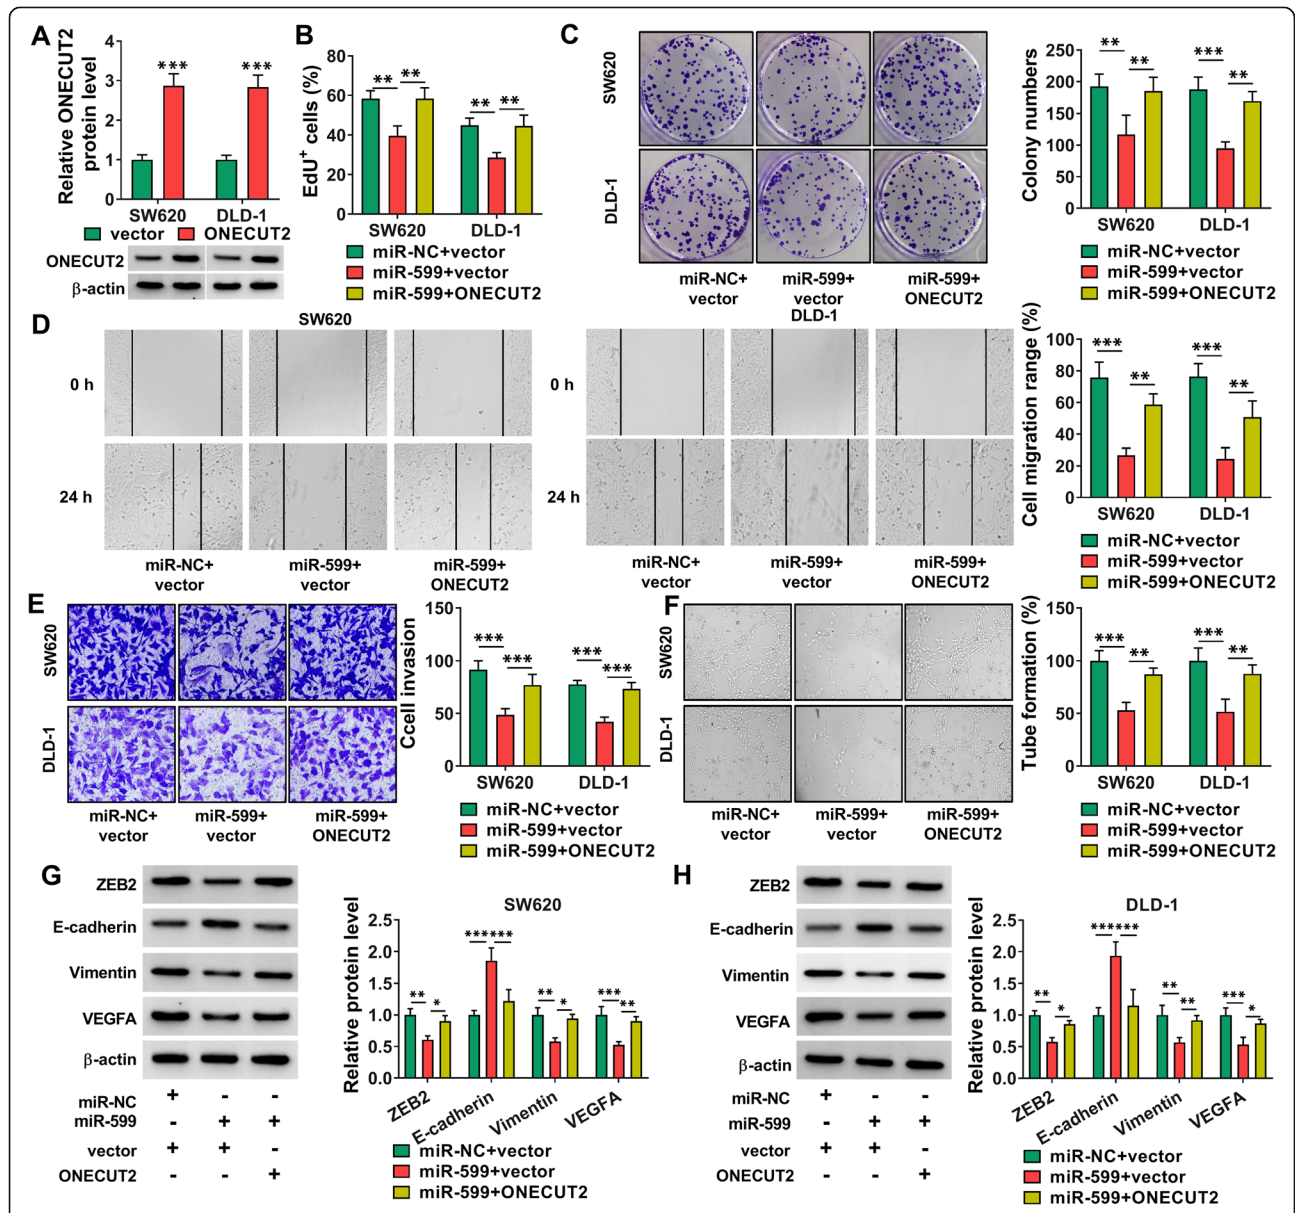 A
Relative ONECUT2
protein level
4
3
2
1
0
***
***
SW620
DLD-1
vector
ONECUT2
ONECUT2
β-actin
B
EdU+ cells (%)
80
60
40
20
0
**
**
**
**
SW620
DLD-1
miR-NC+vector
miR-599+vector
miR-599+ONECUT2
C
SW620
DLD-1
miR-NC+
vector
miR-599+
vector
miR-599+
ONECUT2
Colony numbers
250
200
150
100
50
0
**
**
***
**
SW620
DLD-1
miR-NC+vector
miR-599+vector
miR-599+ONECUT2
D
SW620
DLD-1
0 h
24 h
0 h
24 h
miR-NC+
vector
miR-599+
vector
miR-599+
ONECUT2
miR-NC+
vector
miR-599+
vector
miR-599+
ONECUT2
Cell migration range (%)
100
80
60
40
20
0
***
**
***
**
SW620
DLD-1
miR-NC+vector
miR-599+vector
miR-599+ONECUT2
E
SW620
DLD-1
miR-NC+
vector
miR-599+
vector
miR-599+
ONECUT2
Ccell invasion
150
100
50
0
***
***
***
***
SW620
DLD-1
miR-NC+vector
miR-599+vector
miR-599+ONECUT2
F
SW620
DLD-1
miR-NC+
vector
miR-599+
vector
miR-599+
ONECUT2
Tube formation (%)
150
100
50
0
***
**
***
**
SW620
DLD-1
miR-NC+vector
miR-599+vector
miR-599+ONECUT2
G
ZEB2
E-cadherin
Vimentin
VEGFA
β-actin
miR-NC + - -
miR-599 - + +
vector + + -
ONECUT2 - - +
SW620
Relative protein level
2.5
2.0
1.5
1.0
0.5
0.0
**
*
***
***
**
*
***
**
ZEB2
E-cadherin
Vimentin
VEGFA
miR-NC+vector
miR-599+vector
miR-599+ONECUT2
H
ZEB2
E-cadherin
Vimentin
VEGFA
β-actin
miR-NC + - -
miR-599 - + +
vector + + -
ONECUT2 - - +
DLD-1
Relative protein level
2.5
2.0
1.5
1.0
0.5
0.0
**
*
***
***
**
**
***
*
ZEB2
E-cadherin
Vimentin
VEGFA
miR-NC+vector
miR-599+vector
miR-599+ONECUT2